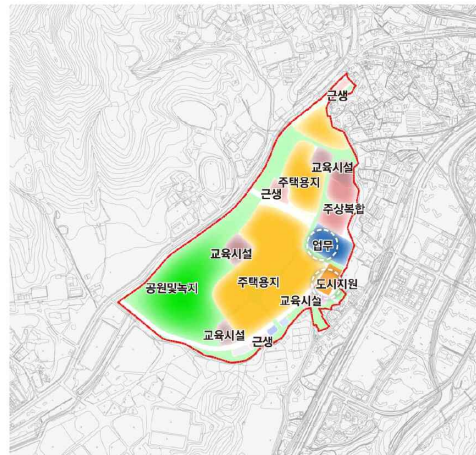 근생
교육시설
주택용지
근생
주상복합
업무
교육시설
도시지원
공원및녹지
주택용지
교육시설
교육시설
근생